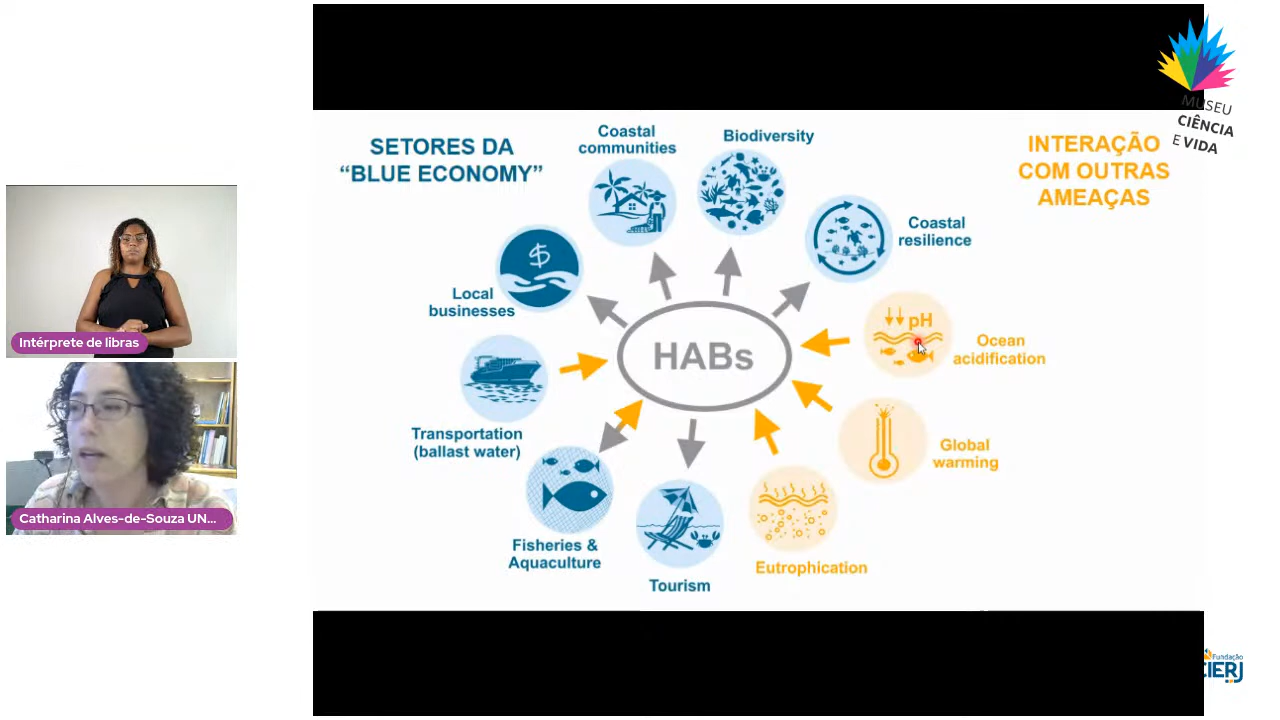 SETORES DA
“BLUE ECONOMY”
Coastal
communities
Biodiversity
INTERAÇÃO
COM OUTRAS
AMEAÇAS
MUSEU
CIÊNCIA
E VIDA
Coastal
resilience
$
Local
businesses
pH
HABs
Ocean
acidification
Transportation
(ballast water)
Global
warming
Fisheries &
Aquaculture
Tourism
Eutrophication
Intérprete de libras
Catharina Alves-de-Souza UN...
Fundação
CIERJ